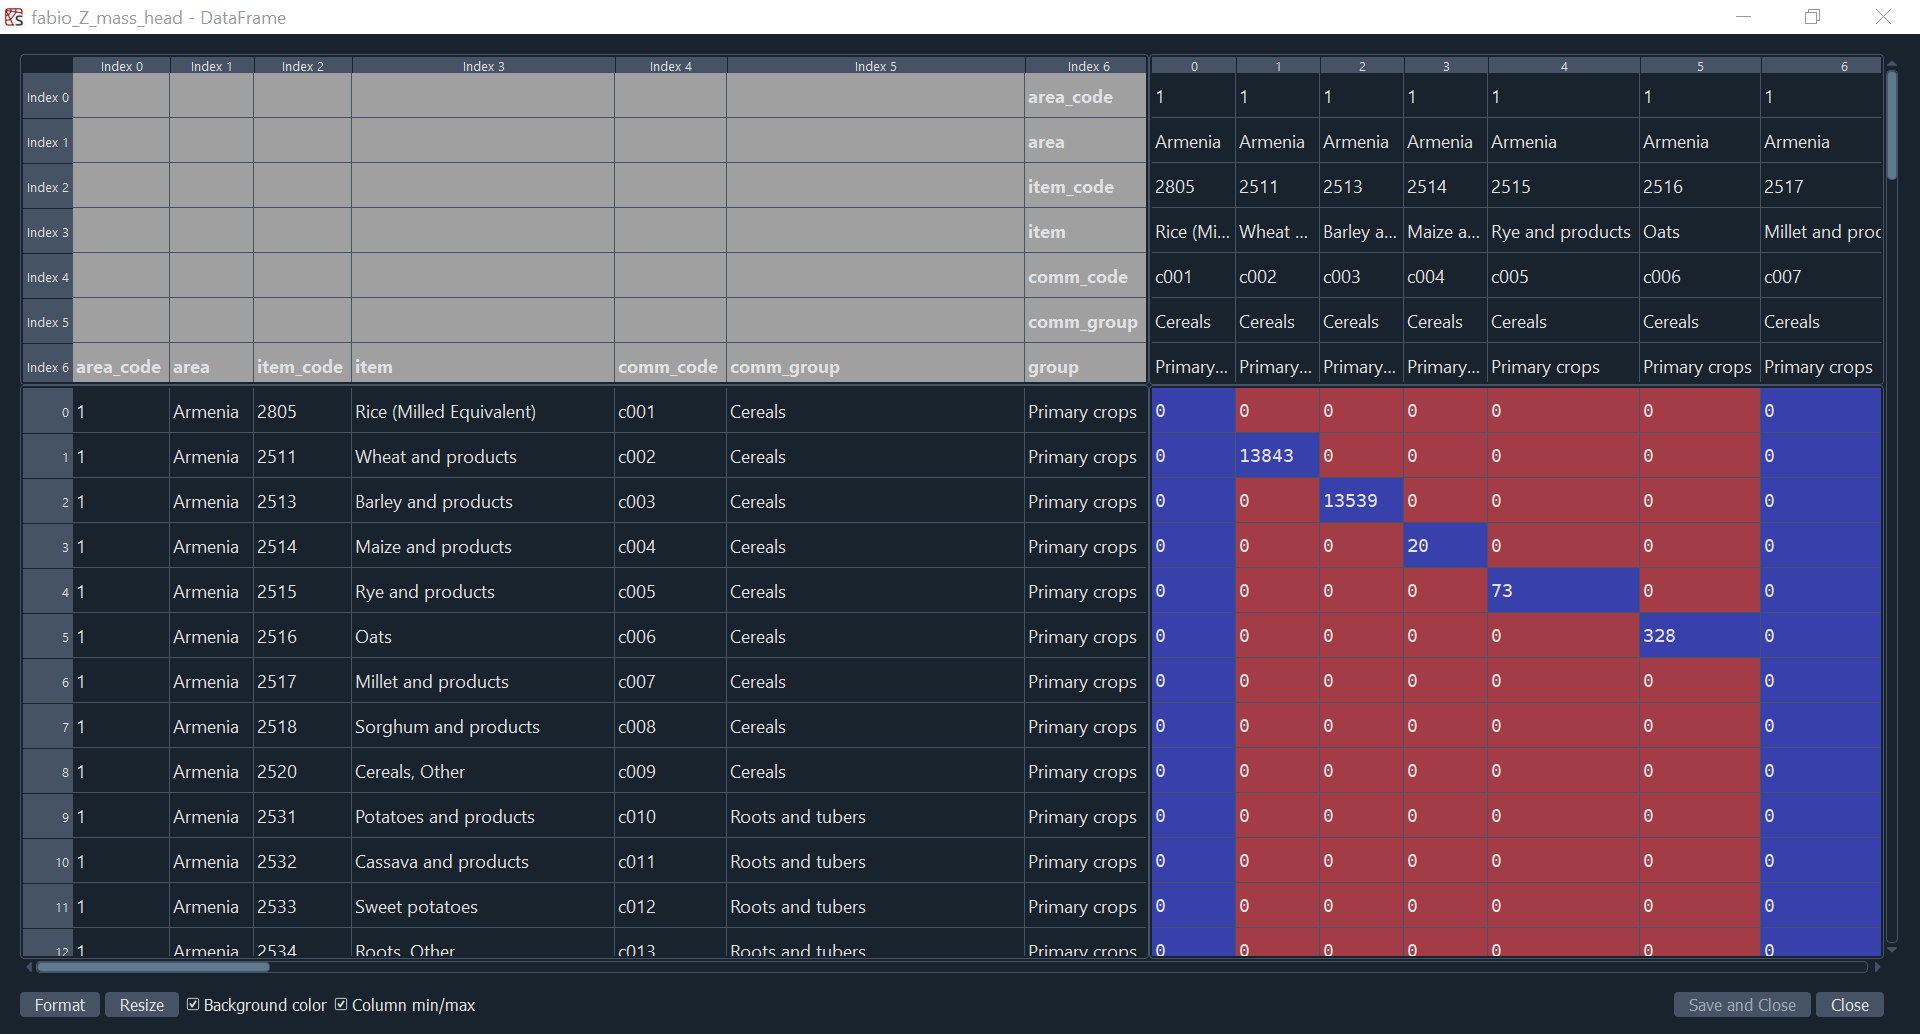 fabio_Z_mass_head - DataFrame
Index 0 Index 1 Index 2 Index 3 Index 4 Index 5 Index 6 0 1 2 3 4 5 6
Index 0 area_code 1 1 1 1 1 1 1
Index 1 area Armenia Armenia Armenia Armenia Armenia Armenia Armenia
Index 2 item_code 2805 2511 2513 2514 2515 2516 2517
Index 3 item Rice (Mi... Wheat ... Barley a... Maize a... Rye and products Oats Millet and proc
Index 4 comm_code c001 c002 c003 c004 c005 c006 c007
Index 5 comm_group Cereals Cereals Cereals Cereals Cereals Cereals Cereals
Index 6 area_code area item_code item comm_code comm_group group Primary... Primary... Primary... Primary... Primary crops Primary crops Primary crops
0 1 Armenia 2805 Rice (Milled Equivalent) c001 Cereals Primary crops 0 0 0 0 0 0 0
1 1 Armenia 2511 Wheat and products c002 Cereals Primary crops 0 13843 0 0 0 0 0
2 1 Armenia 2513 Barley and products c003 Cereals Primary crops 0 0 13539 0 0 0 0
3 1 Armenia 2514 Maize and products c004 Cereals Primary crops 0 0 0 20 0 0 0
4 1 Armenia 2515 Rye and products c005 Cereals Primary crops 0 0 0 0 73 0 0
5 1 Armenia 2516 Oats c006 Cereals Primary crops 0 0 0 0 0 328 0
6 1 Armenia 2517 Millet and products c007 Cereals Primary crops 0 0 0 0 0 0 0
7 1 Armenia 2518 Sorghum and products c008 Cereals Primary crops 0 0 0 0 0 0 0
8 1 Armenia 2520 Cereals, Other c009 Cereals Primary crops 0 0 0 0 0 0 0
9 1 Armenia 2531 Potatoes and products c010 Roots and tubers Primary crops 0 0 0 0 0 0 0
10 1 Armenia 2532 Cassava and products c011 Roots and tubers Primary crops 0 0 0 0 0 0 0
11 1 Armenia 2533 Sweet potatoes c012 Roots and tubers Primary crops 0 0 0 0 0 0 0
12 1 Armenia 2534 Roots, Other c013 Roots and tubers Primary crops 0 0 0 0 0 0 0
Format Resize Background color Column min/max Save and Close Close